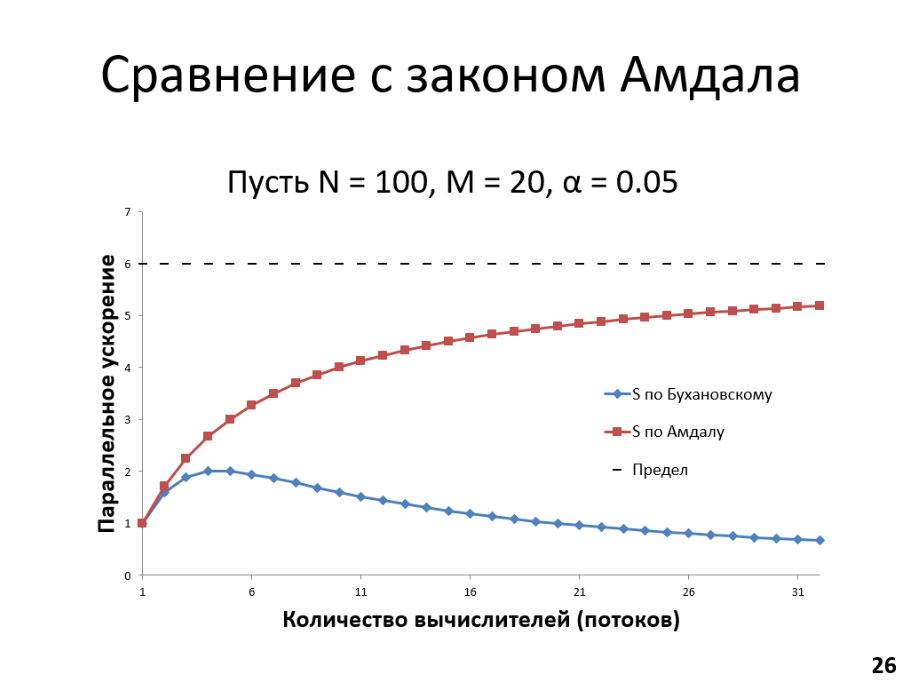 Сравнение с законом Амдала
Пусть N = 100, M = 20, α = 0.05
Параллельное ускорение
7
6
5
4
3
2
1
0
S по Бухановскому
S по Амдалу
Предел
1 6 11 16 21 26 31
Количество вычислителей (потоков)
26